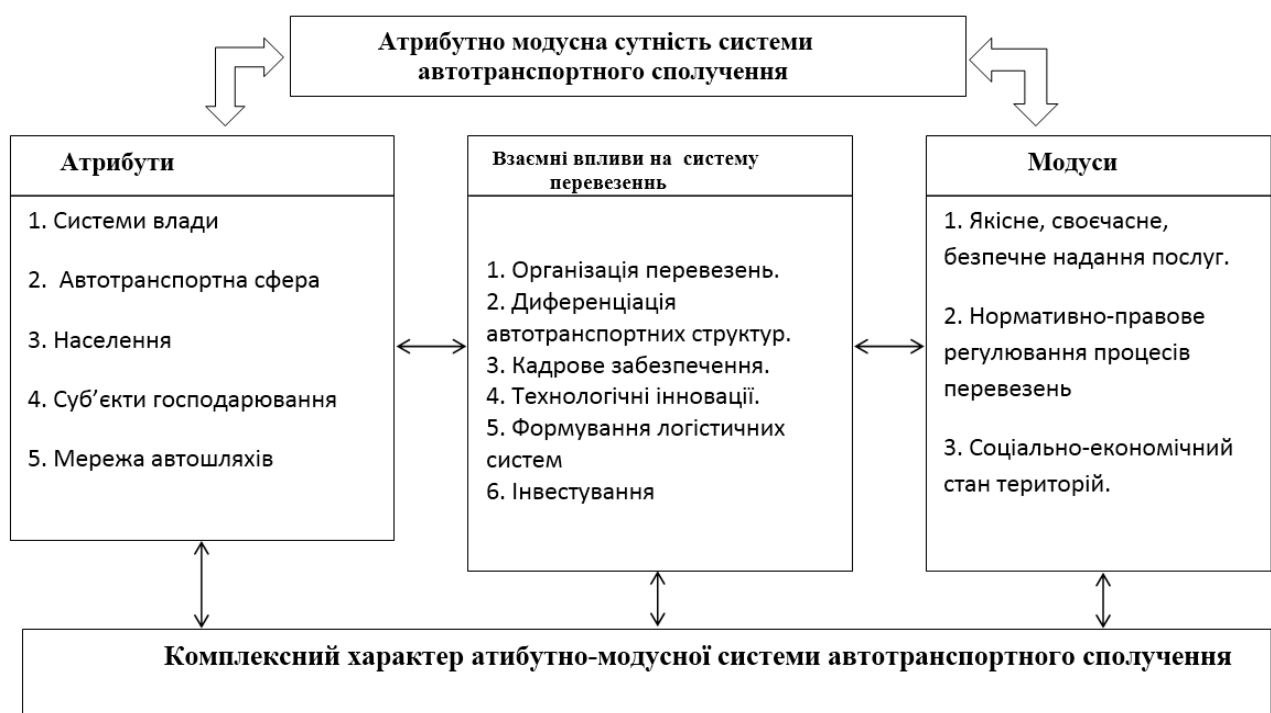 Атрибутно модусна сутність системи
автотранспортного сполучення
Атрибути
1. Системи влади
2. Автотранспортна сфера
3. Населення
4. Суб’єкти господарювання
5. Мережа автошляхів
Взаємні впливи на систему
перевезеннь
1. Організація перевезень.
2. Диференціація
автотранспортних структур.
3. Кадрове забезпечення.
4. Технологічні інновації.
5. Формування логістичних
систем
6. Інвестування
Модуси
1. Якісне, своєчасне,
безпечне надання послуг.
2. Нормативно-правове
регулювання процесів
перевезень
3. Соціально-економічний
стан територій.
Комплексний характер атибутно-модусної системи автотранспортного сполучення